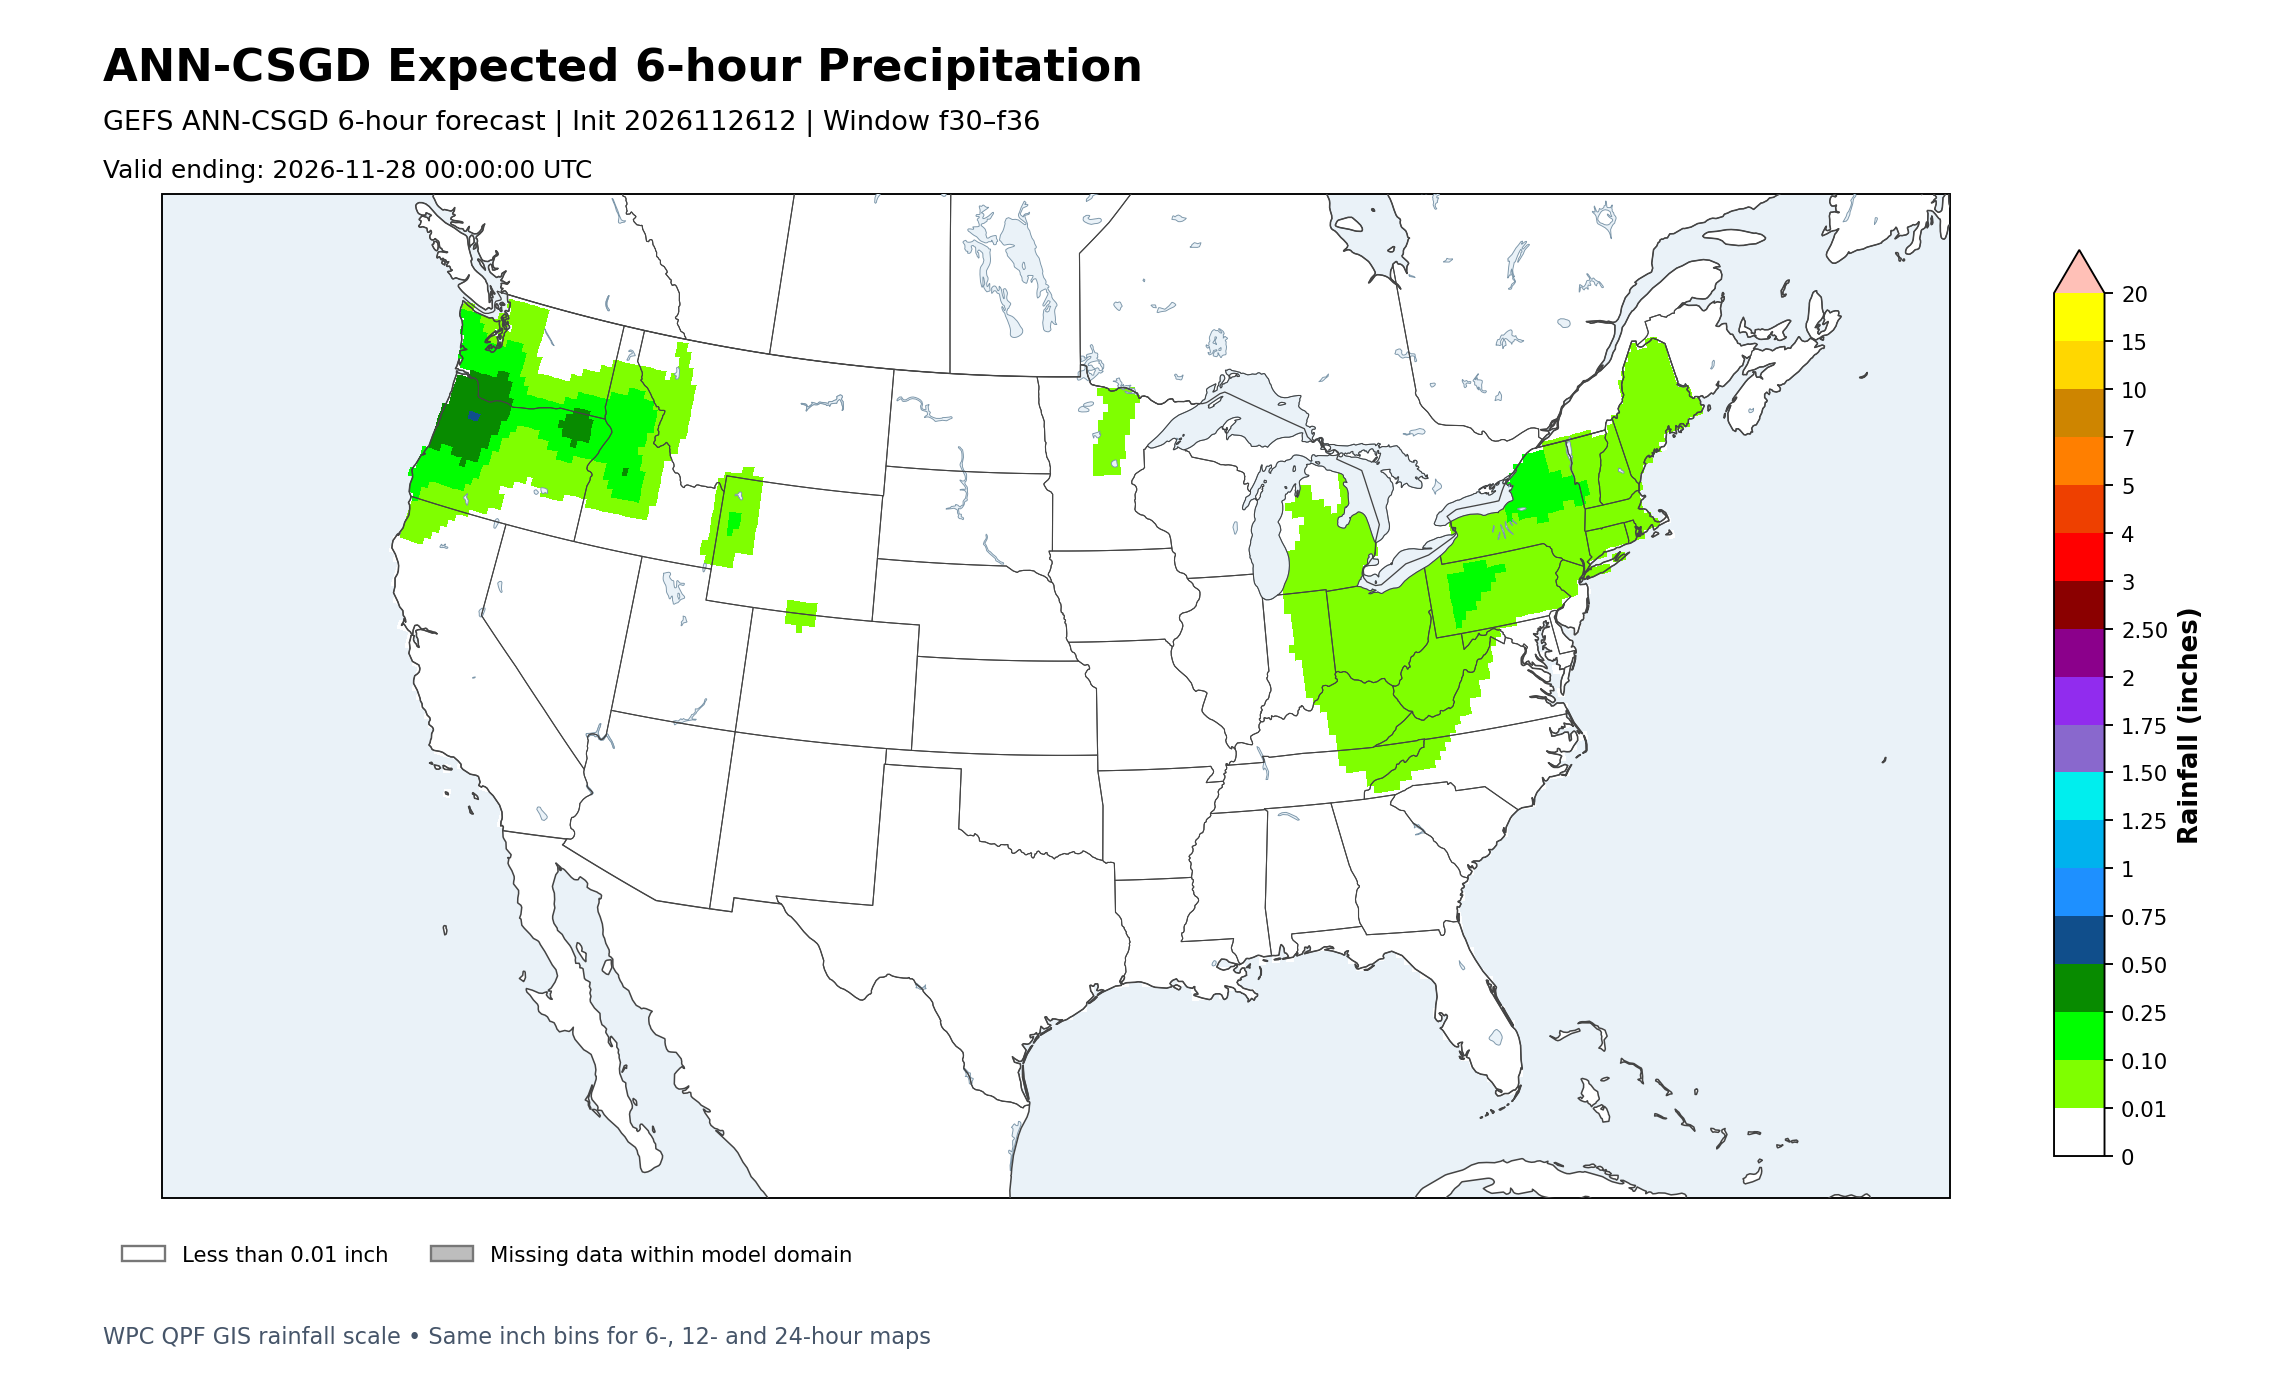 ANN-CSGD Expected 6-hour Precipitation
GEFS ANN-CSGD 6-hour forecast | Init 2026112612 | Window f30–f36
Valid ending: 2026-11-28 00:00:00 UTC
20
15
10
7
5
4
3
2.50
2
1.75
1.50
1.25
1
0.75
0.50
0.25
0.10
0.01
0
Rainfall (inches)
Less than 0.01 inch
Missing data within model domain
WPC QPF GIS rainfall scale • Same inch bins for 6-, 12- and 24-hour maps